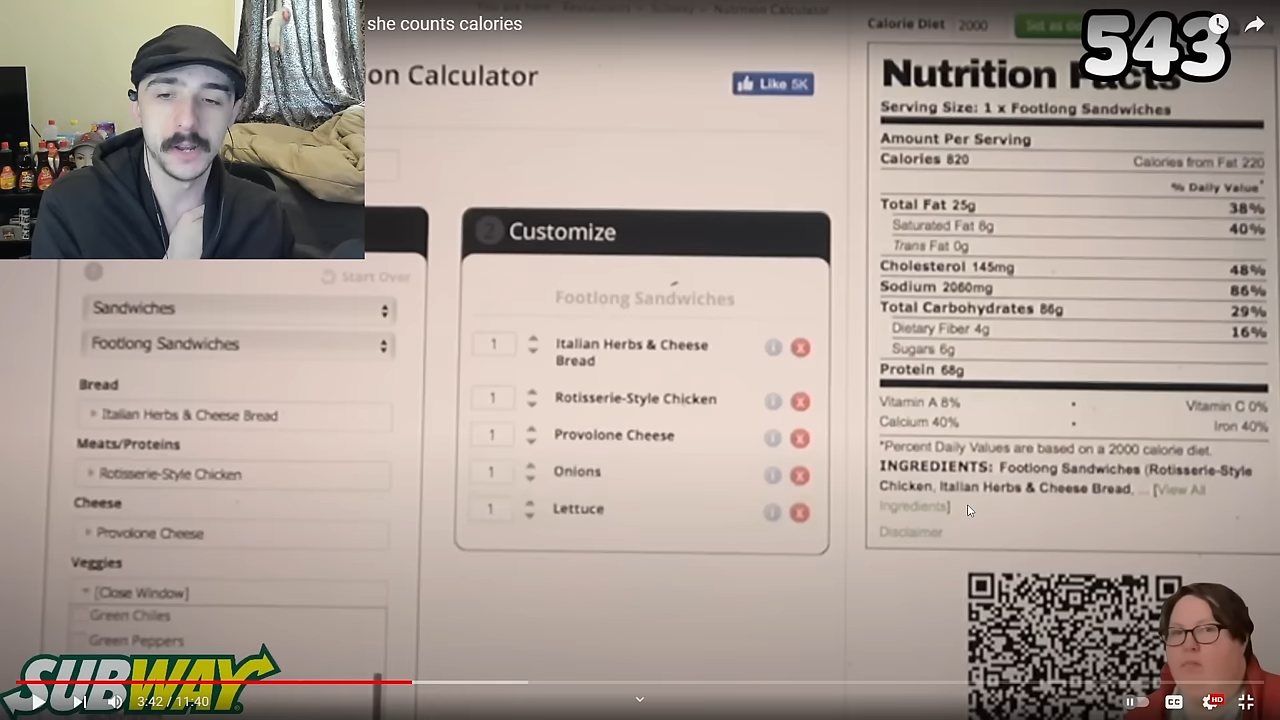 she counts calories
543
Calorie Diet 2000
on Calculator
Like 5K
Start Over
Sandwiches
Footlong Sandwiches
Bread
Italian Herbs & Cheese Bread
Meats/Proteins
Rotisserie-Style Chicken
Cheese
Provolone Cheese
Veggies
[Close Window]
Green Chiles
Green Peppers
2 Customize
Footlong Sandwiches
1 Italian Herbs & Cheese
Bread
1 Rotisserie-Style Chicken
1 Provolone Cheese
1 Onions
1 Lettuce
Nutrition Facts
Serving Size: 1 x Footlong Sandwiches
Amount Per Serving
Calories 820 Calories from Fat 220
% Daily Value*
Total Fat 25g 38%
Saturated Fat 8g 40%
Trans Fat 0g
Cholesterol 145mg 48%
Sodium 2060mg 86%
Total Carbohydrates 86g 29%
Dietary Fiber 4g 16%
Sugars 6g
Protein 68g
Vitamin A 8% • Vitamin C 0%
Calcium 40% • Iron 40%
*Percent Daily Values are based on a 2000 calorie diet.
INGREDIENTS: Footlong Sandwiches (Rotisserie-Style
Chicken, Italian Herbs & Cheese Bread, ... [View All
Ingredients]
Disclaimer
SUBWAY
3:42 / 11:40
CC
HD